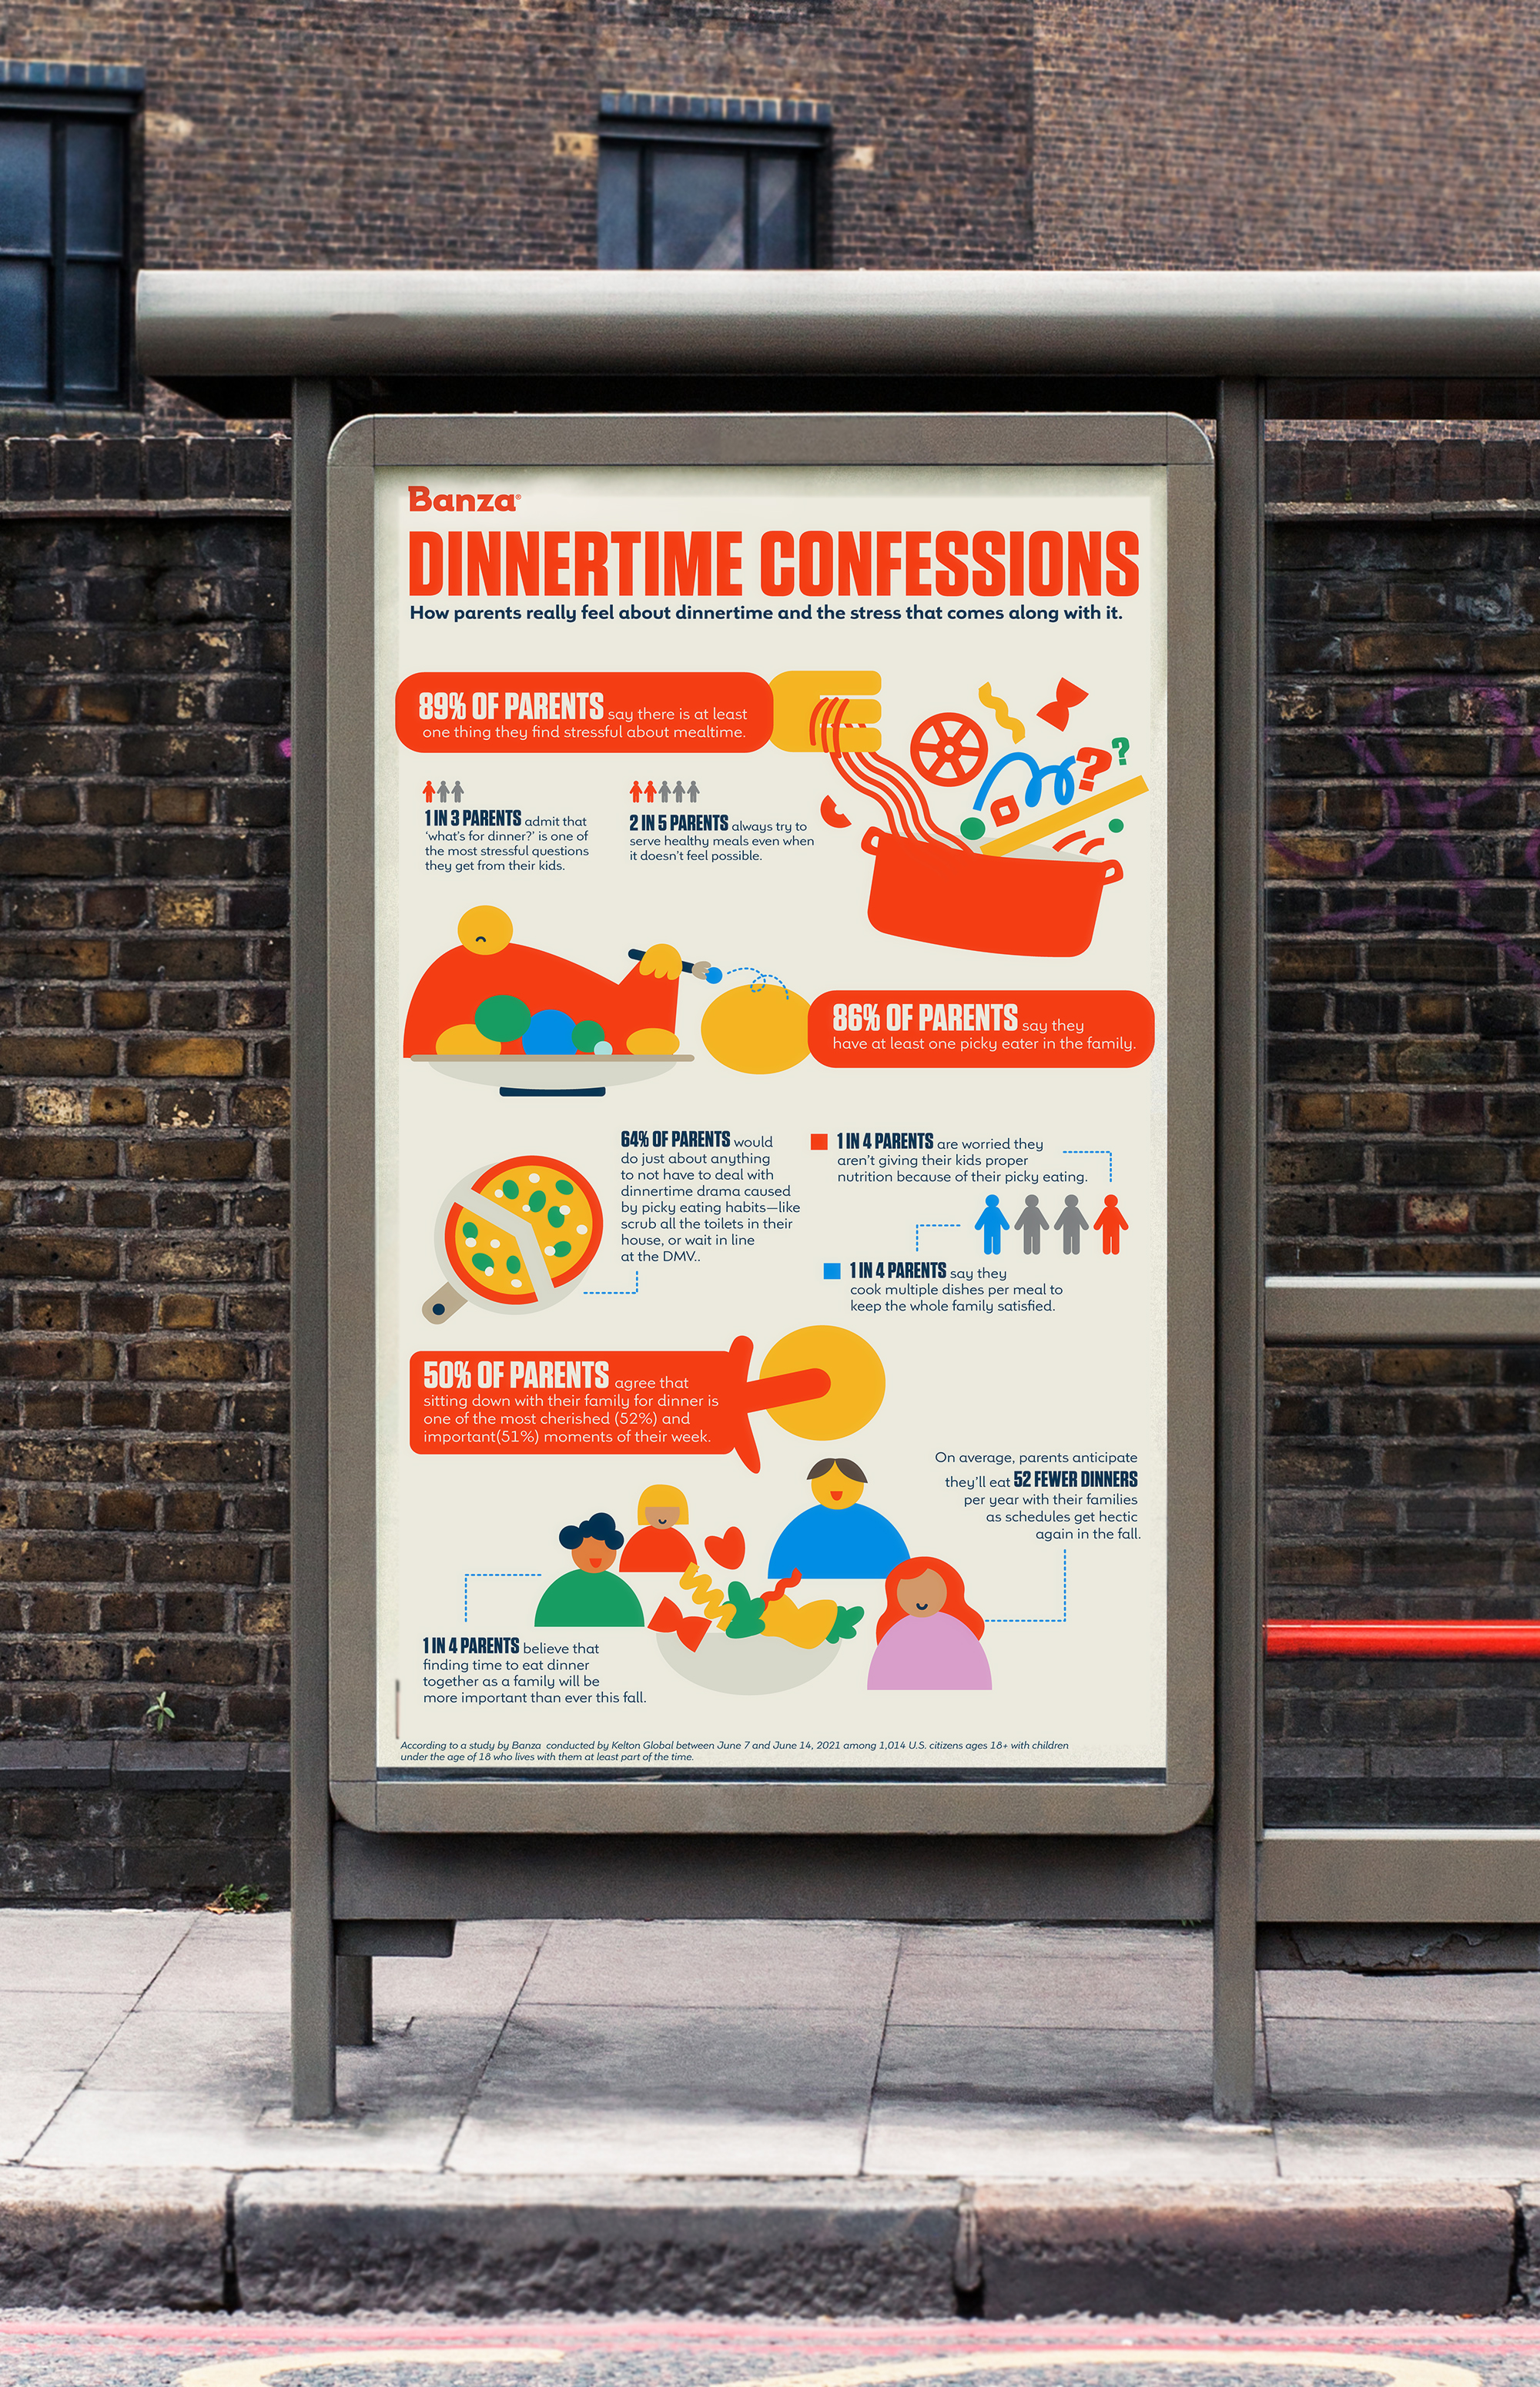 Banza®
DINNERTIME CONFESSIONS
How parents really feel about dinnertime and the stress that comes along with it.
89% OF PARENTS say there is at least
one thing they find stressful about mealtime.
? ?
1 IN 3 PARENTS admit that
'what's for dinner?' is one of
the most stressful questions
they get from their kids.
2 IN 5 PARENTS always try to
serve healthy meals even when
it doesn't feel possible.
86% OF PARENTS say they
have at least one picky eater in the family.
64% OF PARENTS would
do just about anything
to not have to deal with
dinnertime drama caused
by picky eating habits—like
scrub all the toilets in their
house, or wait in line
at the DMV..
1 IN 4 PARENTS are worried they
aren't giving their kids proper
nutrition because of their picky eating.
1 IN 4 PARENTS say they
cook multiple dishes per meal to
keep the whole family satisfied.
50% OF PARENTS agree that
sitting down with their family for dinner is
one of the most cherished (52%) and
important(51%) moments of their week.
On average, parents anticipate
they'll eat 52 FEWER DINNERS
per year with their families
as schedules get hectic
again in the fall.
1 IN 4 PARENTS believe that
finding time to eat dinner
together as a family will be
more important than ever this fall.
According to a study by Banza conducted by Kelton Global between June 7 and June 14, 2021 among 1,014 U.S. citizens ages 18+ with children
under the age of 18 who lives with them at least part of the time.